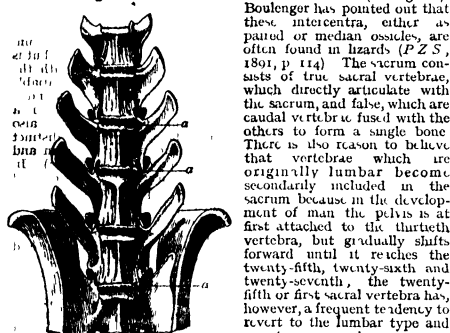 Boulenger has pointed out that
these intercentra, either as
paired or median ossicles, are
often found in lizards (P Z S,
1891, p 114) The sacrum con-
sists of true sacral vertebrae,
which directly articulate with
the sacrum, and false, which are
caudal vertebrae fused with the
others to form a single bone
There is also reason to believe
that vertebrae which are
originally lumbar become
secondarily included in the
sacrum because in the develop-
ment of man the pelvis is at
first attached to the thirtieth
vertebra, but gradually shifts
forward until it reaches the
twenty-fifth, twenty-sixth and
twenty-seventh, the twenty-
fifth or first sacral vertebra has,
however, a frequent tendency to
revert to the lumbar type and
a
a
a